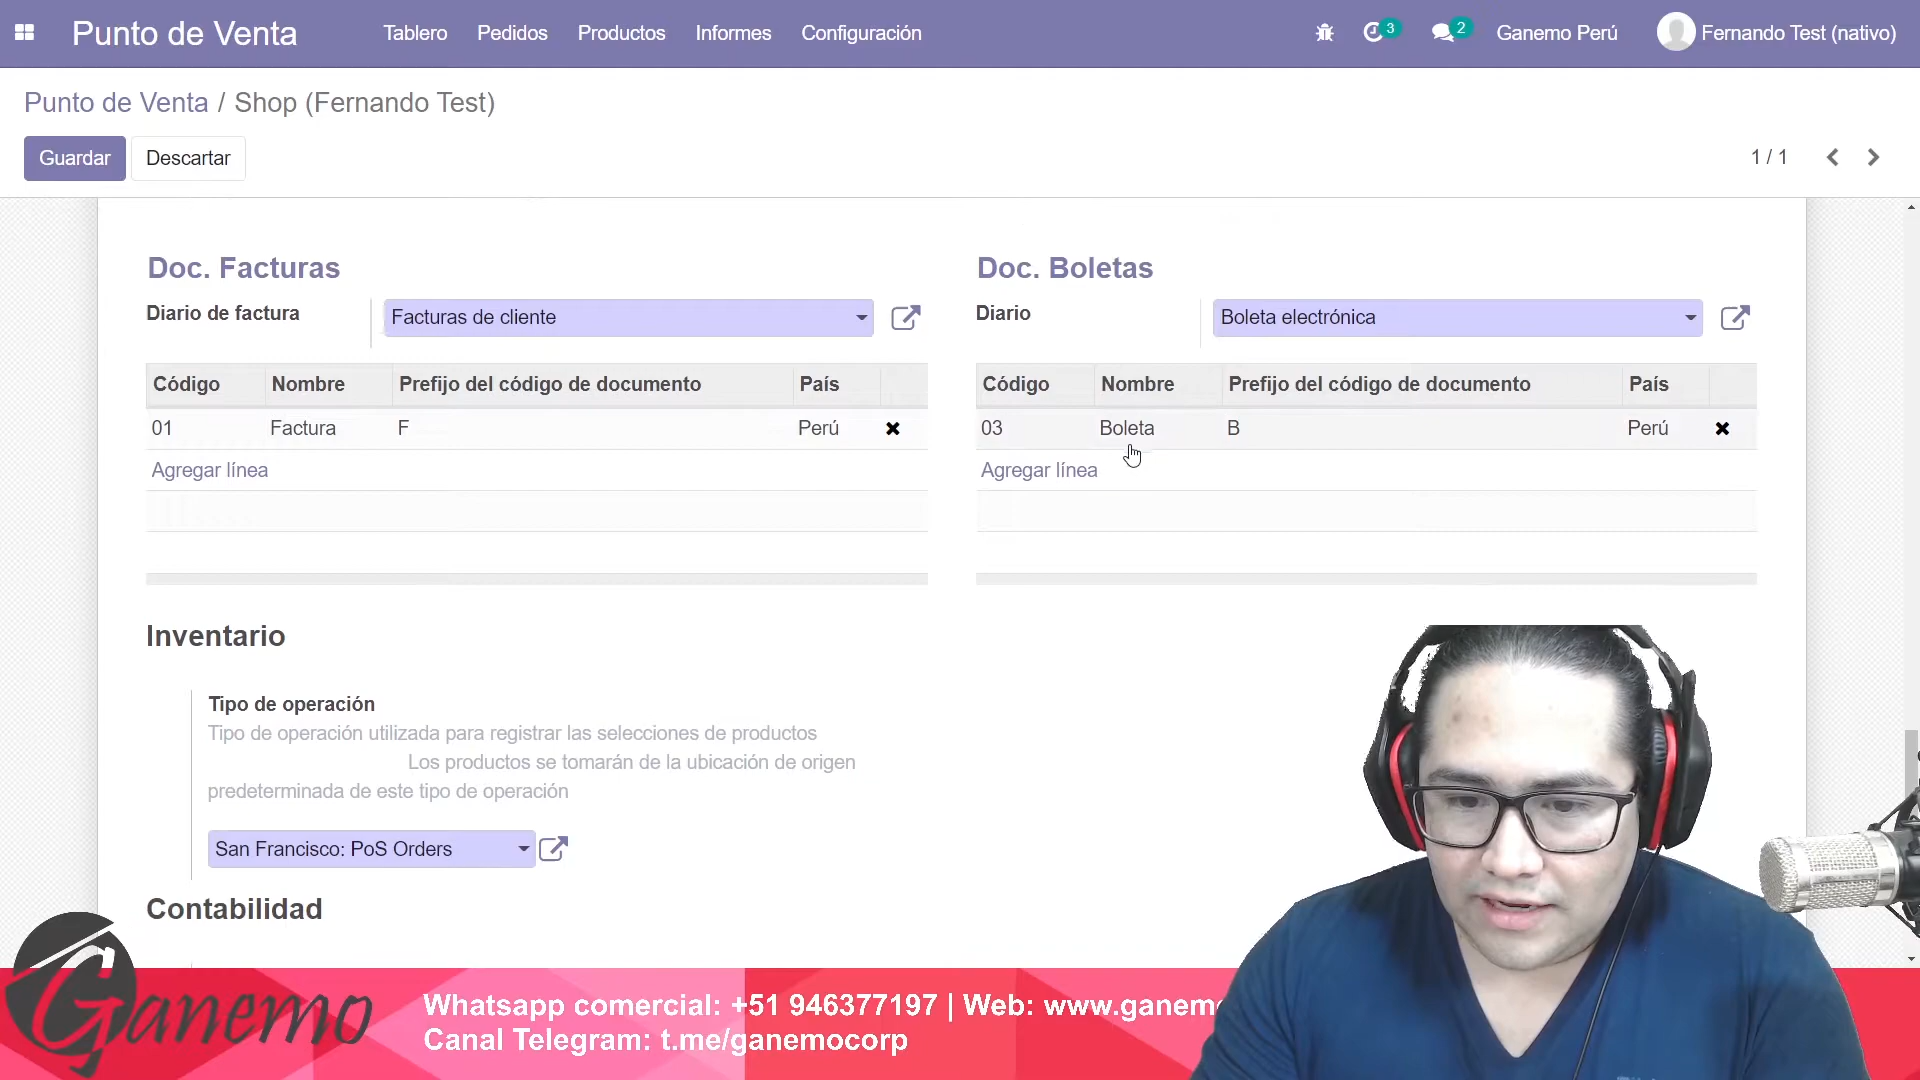 Punto de Venta Tablero Pedidos Productos Informes Configuración 3 2 Ganemo Perú Fernando Test (nativo)
Punto de Venta / Shop (Fernando Test)
Guardar Descartar 1 / 1
Doc. Facturas
Diario de factura Facturas de cliente
Código Nombre Prefijo del código de documento País
01 Factura F Perú
Agregar línea
Doc. Boletas
Diario Boleta electrónica
Código Nombre Prefijo del código de documento País
03 Boleta B Perú
Agregar línea
Inventario
Tipo de operación
Tipo de operación utilizada para registrar las selecciones de productos
Los productos se tomarán de la ubicación de origen
predeterminada de este tipo de operación
San Francisco: PoS Orders
Contabilidad
Ganemo
Whatsapp comercial: +51 946377197 | Web: www.ganem
Canal Telegram: t.me/ganemocorp